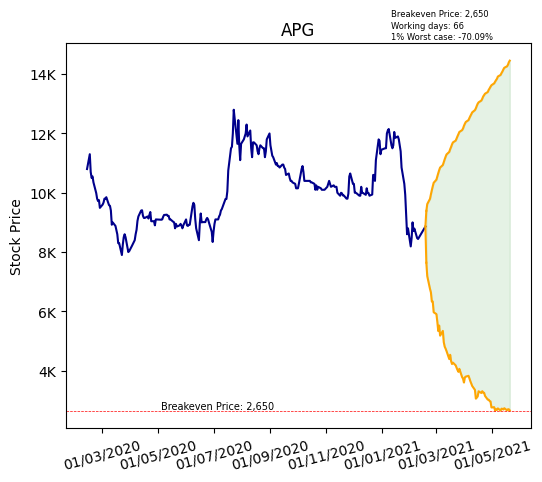 Breakeven Price: 2,650
Working days: 66
1% Worst case: -70.09%
APG
Stock Price
14K
12K
10K
8K
6K
4K
Breakeven Price: 2,650
01/03/2020
01/05/2020
01/07/2020
01/09/2020
01/11/2020
01/01/2021
01/03/2021
01/05/2021